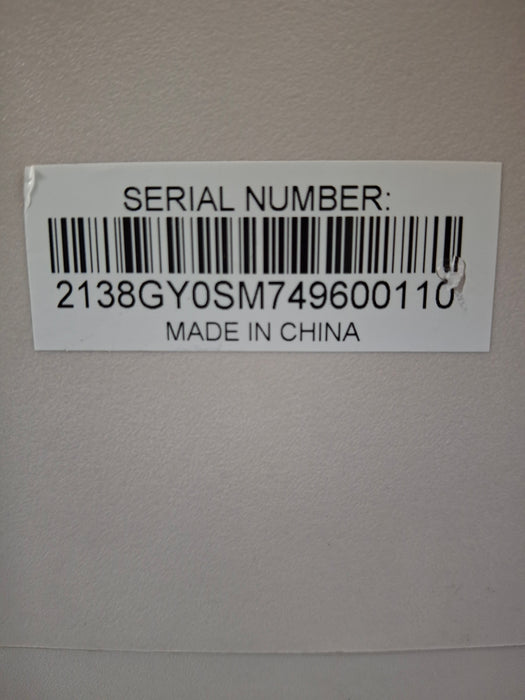 SERIAL NUMBER:
2138GY0SM749600110
MADE IN CHINA